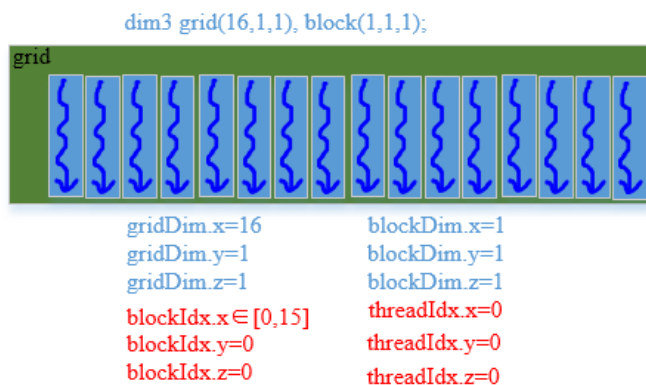 dim3 grid(16,1,1), block(1,1,1);
grid
gridDim.x=16
gridDim.y=1
gridDim.z=1
blockDim.x=1
blockDim.y=1
blockDim.z=1
blockIdx.x∈[0,15]
blockIdx.y=0
blockIdx.z=0
threadIdx.x=0
threadIdx.y=0
threadIdx.z=0